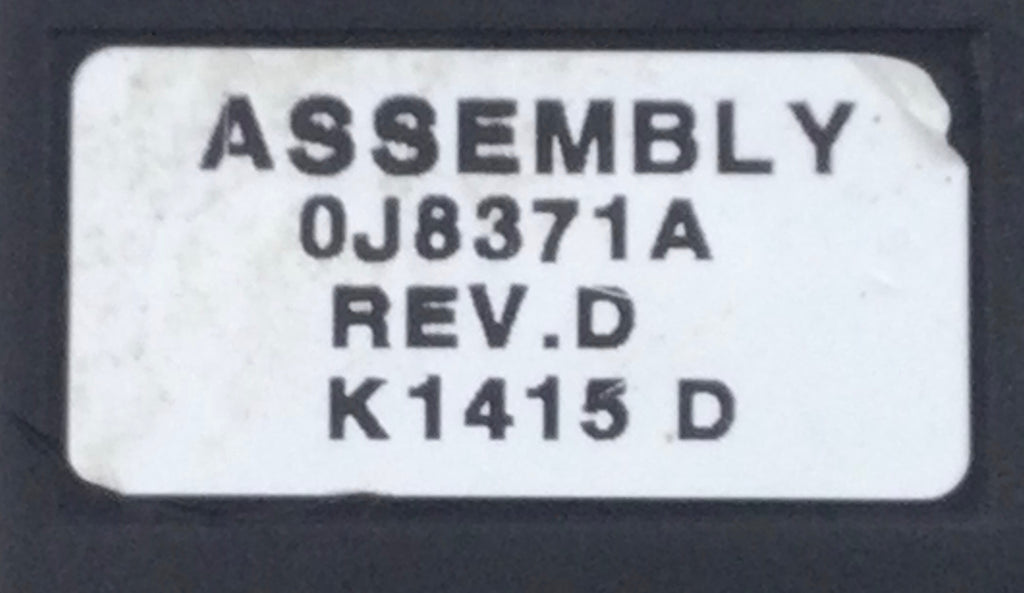 ASSEMBLY
0J8371A
REV.D
K1415 D